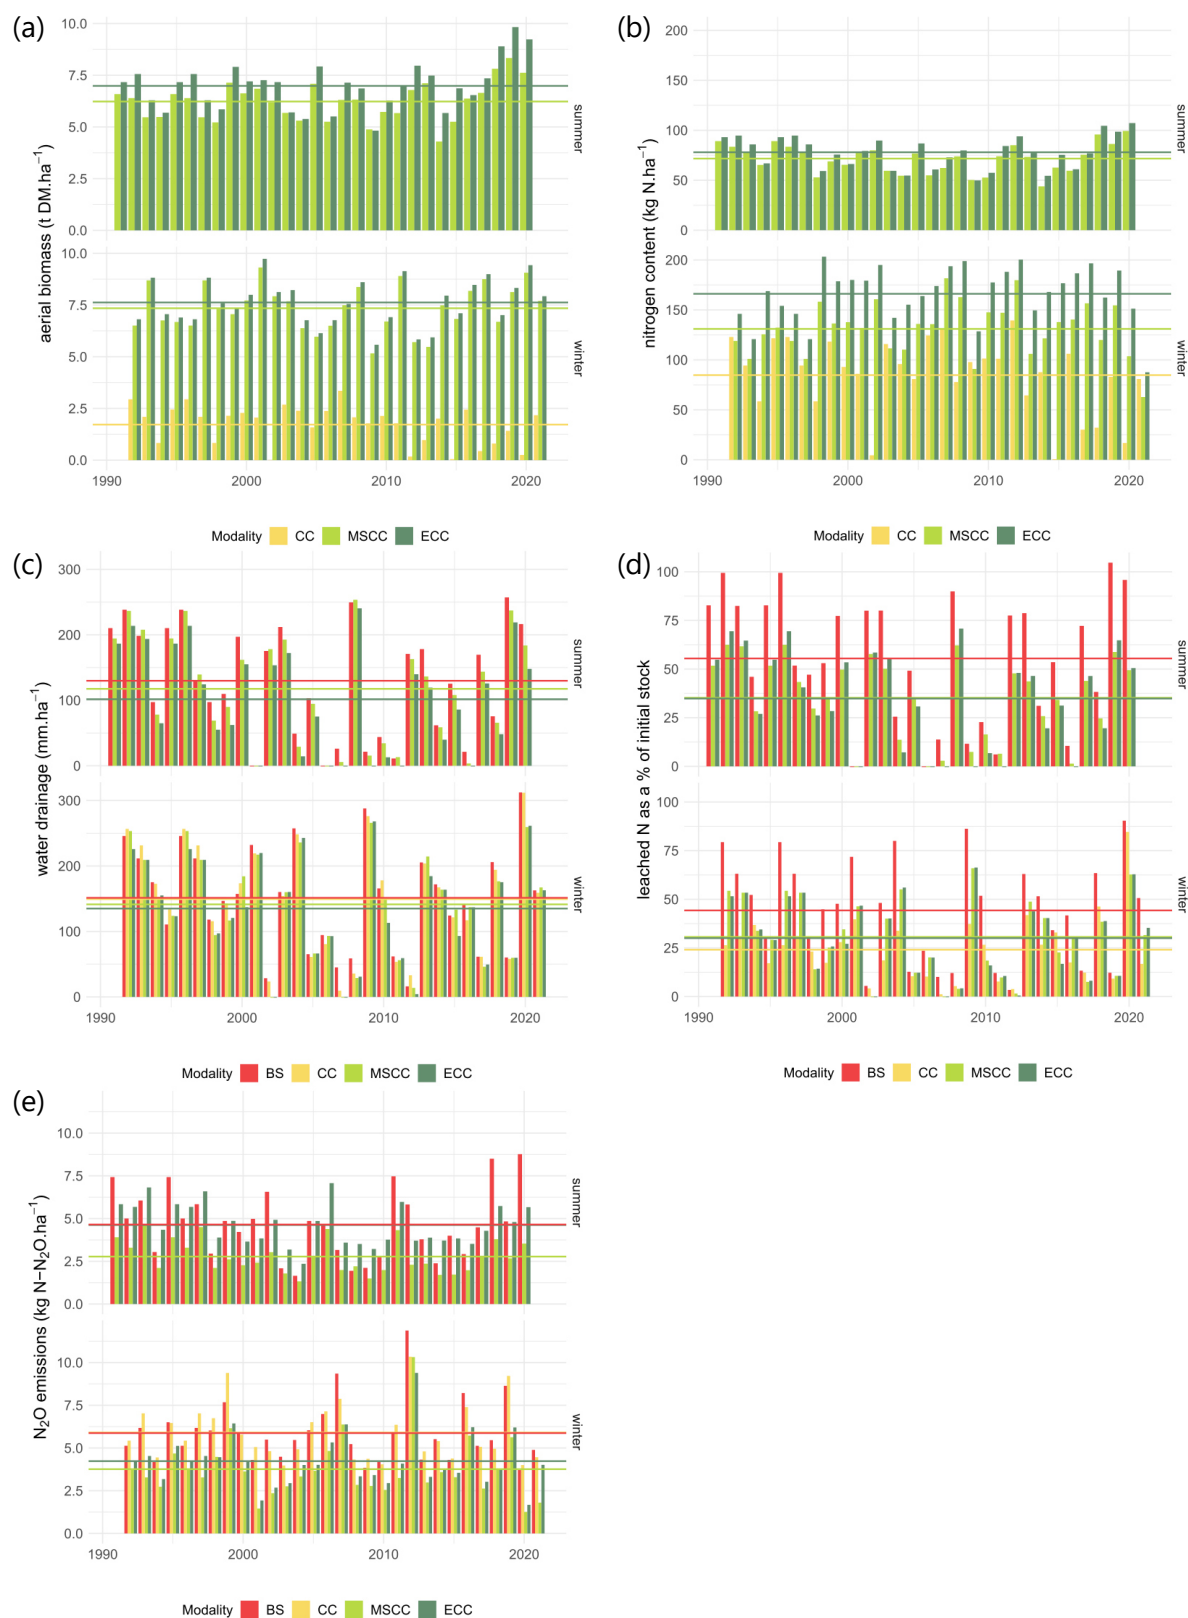 (a)
aerial biomass (t DM.ha−1)
10.0
7.5
5.0
2.5
0.0
summer
10.0
7.5
5.0
2.5
0.0
winter
1990 2000 2010 2020
Modality CC MSCC ECC
(b)
nitrogen content (kg N.ha−1)
200
150
100
50
0
summer
200
150
100
50
0
winter
1990 2000 2010 2020
Modality CC MSCC ECC
(c)
water drainage (mm.ha−1)
300
200
100
0
summer
300
200
100
0
winter
1990 2000 2010 2020
Modality BS CC MSCC ECC
(d)
leached N as a % of initial stock
100
75
50
25
0
summer
100
75
50
25
0
winter
1990 2000 2010 2020
Modality BS CC MSCC ECC
(e)
N2O emissions (kg N−N2O.ha−1)
10.0
7.5
5.0
2.5
0.0
summer
10.0
7.5
5.0
2.5
0.0
winter
1990 2000 2010 2020
Modality BS CC MSCC ECC